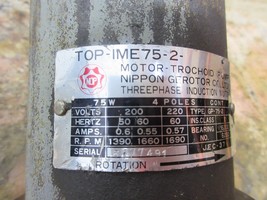 TOP-IME75-2-
MOTOR-TROCHOID
NIPPON GEROTOR CO.
THREEPHASE INDUCTION
75W 4 POLES CONT
VOLTS 200 220 TYPE
HERTZ 50 60 60 INS.CLASS
AMPS. 0.6 0.55 0.57 BEARING
R.P.M 1390 1660 1690
SERIAL JEC-37
ROTATION